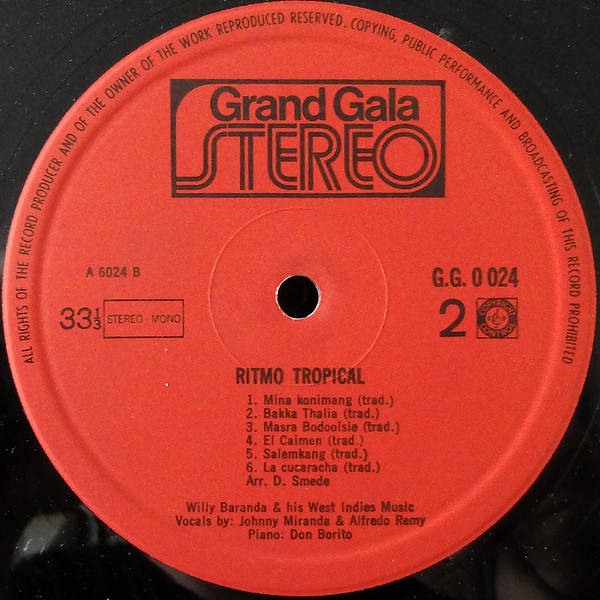 ALL RIGHTS OF THE RECORD PRODUCER AND OF THE OWNER OF THE WORK REPRODUCED RESERVED. COPYING, PUBLIC PERFORMANCE AND BROADCASTING OF THIS RECORD PROHIBITED
Grand Gala
STEREO
A 6024 B
G.G. 0 024
33⅓
STEREO - MONO
2
COPYRIGHT
CONTROL
RITMO TROPICAL
1. Mina konimang (trad.)
2. Bakka Thalia (trad.)
3. Masra Bodooisie (trad.)
4. El Caimen (trad.)
5. Salemkang (trad.)
6. La cucaracha (trad.)
Arr. D. Smede
Willy Baranda & his West Indies Music
Vocals by: Johnny Miranda & Alfredo Remy
Piano: Don Borito